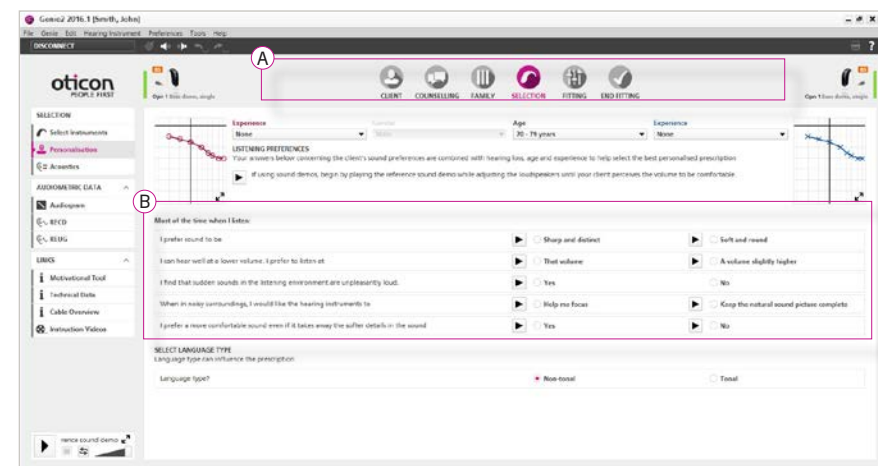 Genie2 2016.1 [Smith, John]
File Genie Edit Hearing Instrument Preferences Tools Help
DISCONNECT
?
A
oticon
PEOPLE FIRST
Opn 1 Bas domo, single
CLIENT COUNSELLING FAMILY SELECTION FITTING END FITTING
SELECTION
Select Instruments
Personalisation
Acoustics
AUDIOMETRIC DATA
Audiogram
RECD
REUG
LINKS
Motivational Tool
Technical Data
Cable Overview
Instruction Videos
Experience
None
Age
70 - 79 years
Experience
None
LISTENING PREFERENCES
Your answers below concerning the client's sound preferences are combined with hearing loss, age and experience to help select the best personalised prescription
If using sound demos, begin by playing the reference sound demo while adjusting the loudspeakers until your client perceives the volume to be comfortable.
B
Most of the time when I listen:
I prefer sound to be Sharp and distinct Soft and round
I can hear well at a lower volume. I prefer to listen at That volume A volume slightly higher
I find that sudden sounds in the listening environment are unpleasantly loud. Yes No
When in noisy surroundings, I would like the hearing instruments to Help me focus Keep the natural sound picture complete
I prefer a more comfortable sound even if it takes away the softer details in the sound Yes No
SELECT LANGUAGE TYPE
Language type can influence the prescription
Language type? Non-tonal Tonal
rence sound demo